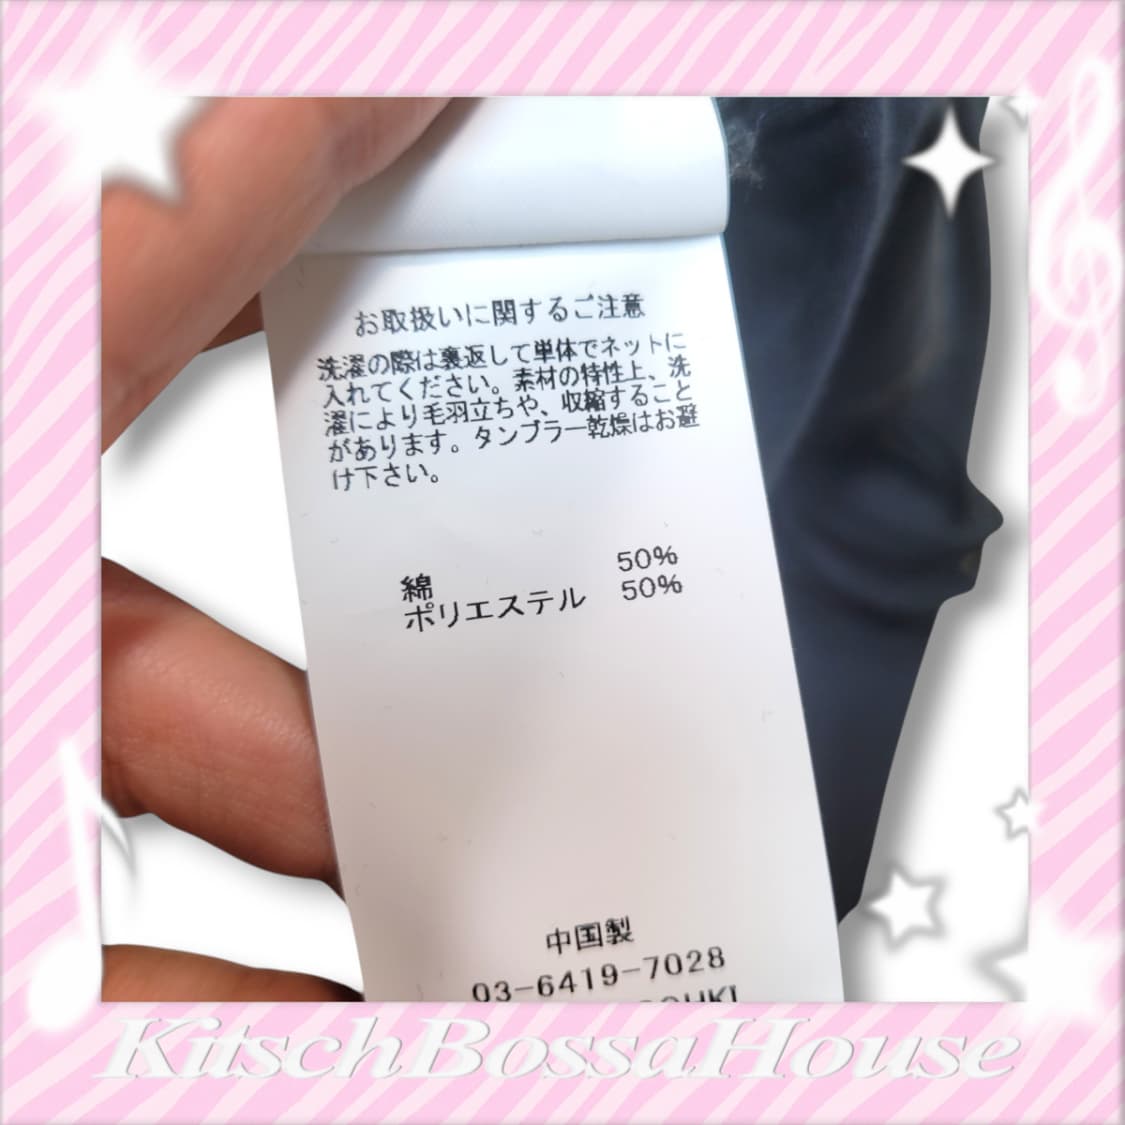 お取扱いに関するご注意
洗濯の際は裏返して単体でネットに
入れてください。素材の特性上、洗
濯により毛羽立ちや、収縮すること
があります。タンブラー乾燥はお避
け下さい。
綿 50%
ポリエステル 50%
中国製
03-6419-7028
KitschBossaHouse